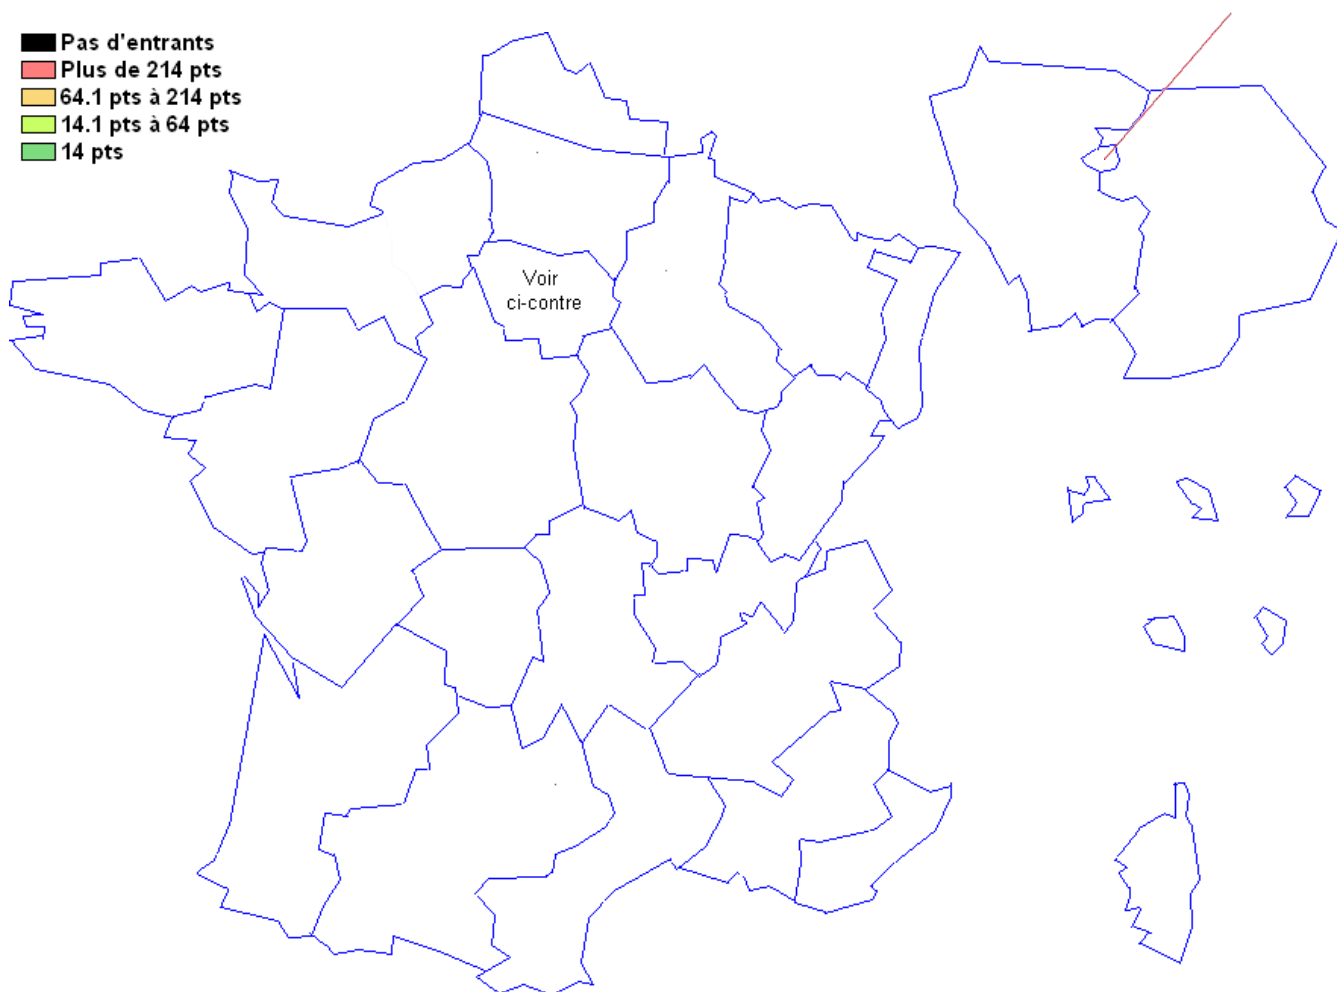 Pas d'entrants
Plus de 214 pts
64.1 pts à 214 pts
14.1 pts à 64 pts
14 pts
Voir
ci-contre